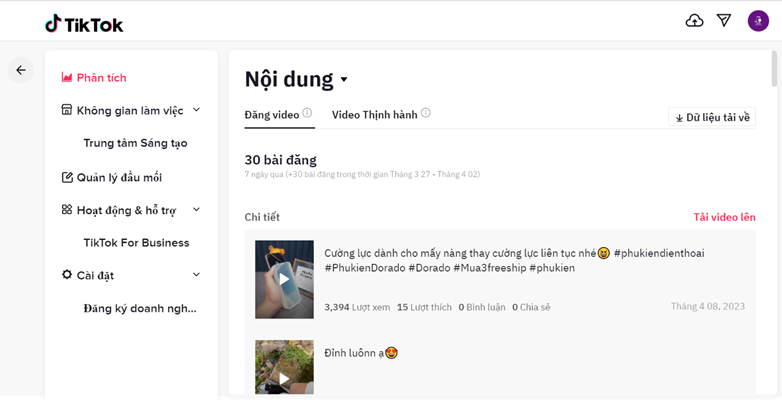 TikTok
Phân tích
Không gian làm việc
Trung tâm Sáng tạo
Quản lý đầu mối
Hoạt động & hỗ trợ
TikTok For Business
Cài đặt
Đăng ký doanh ngh...
Nội dung
Đăng video
Video Thịnh hành
Dữ liệu tải về
30 bài đăng
7 ngày qua (+30 bài đăng trong thời gian Tháng 3 27 - Tháng 4 02)
Chi tiết
Tải video lên
Cường lực dành cho mấy nàng thay cường lực liên tục nhé😝 #phukiendienthoai
#PhukienDorado #Dorado #Mua3freeship #phukien
3,394 Lượt xem 15 Lượt thích 0 Bình luận 0 Chia sẻ
Tháng 4 08, 2023
Đỉnh luônn ạ😍